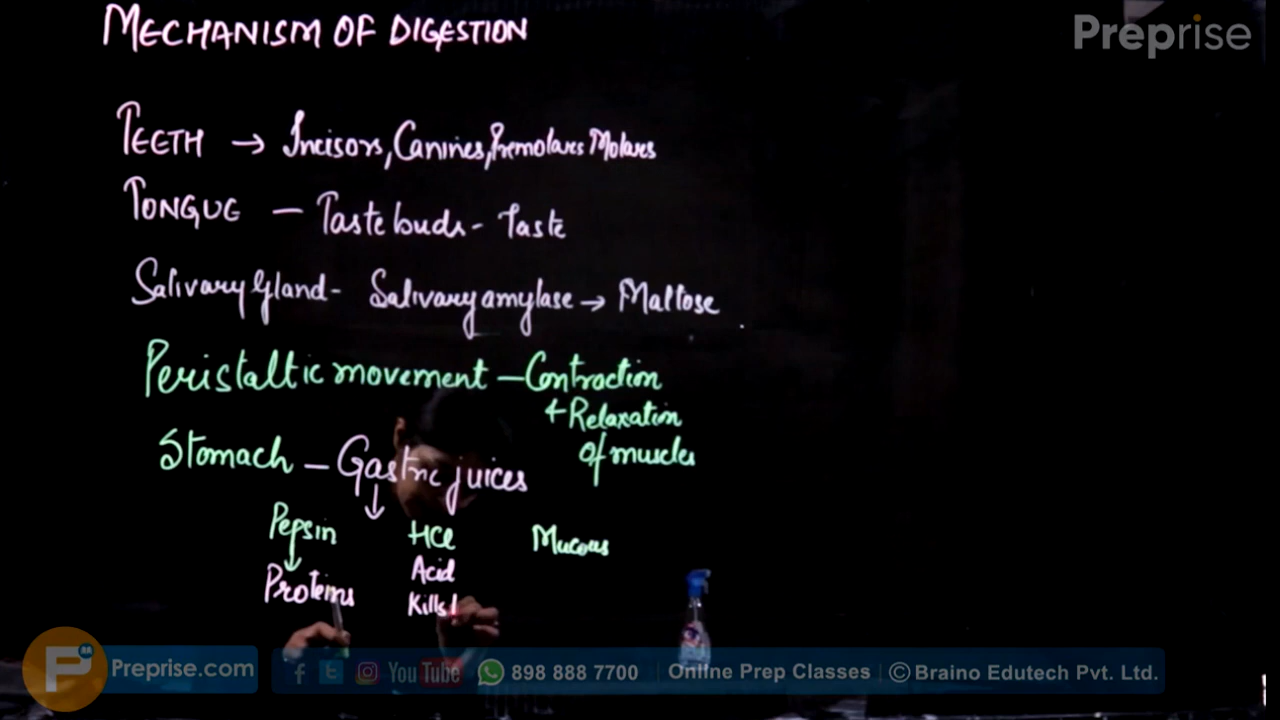 MECHANISM OF DIGESTION
Preprise
TEETH → Incisors, Canines, Premolars Molars
TONGUE – Taste buds - Taste
Salivary Gland - Salivary amylase → Maltose
Peristaltic movement – Contraction
+ Relaxation
of muscles
Stomach – Gastric juices
↓
Pepsin HCl Mucous
↓
Proteins Acid
Kills
Preprise.com
YouTube 898 888 7700 | Online Prep Classes | © Braino Edutech Pvt. Ltd.